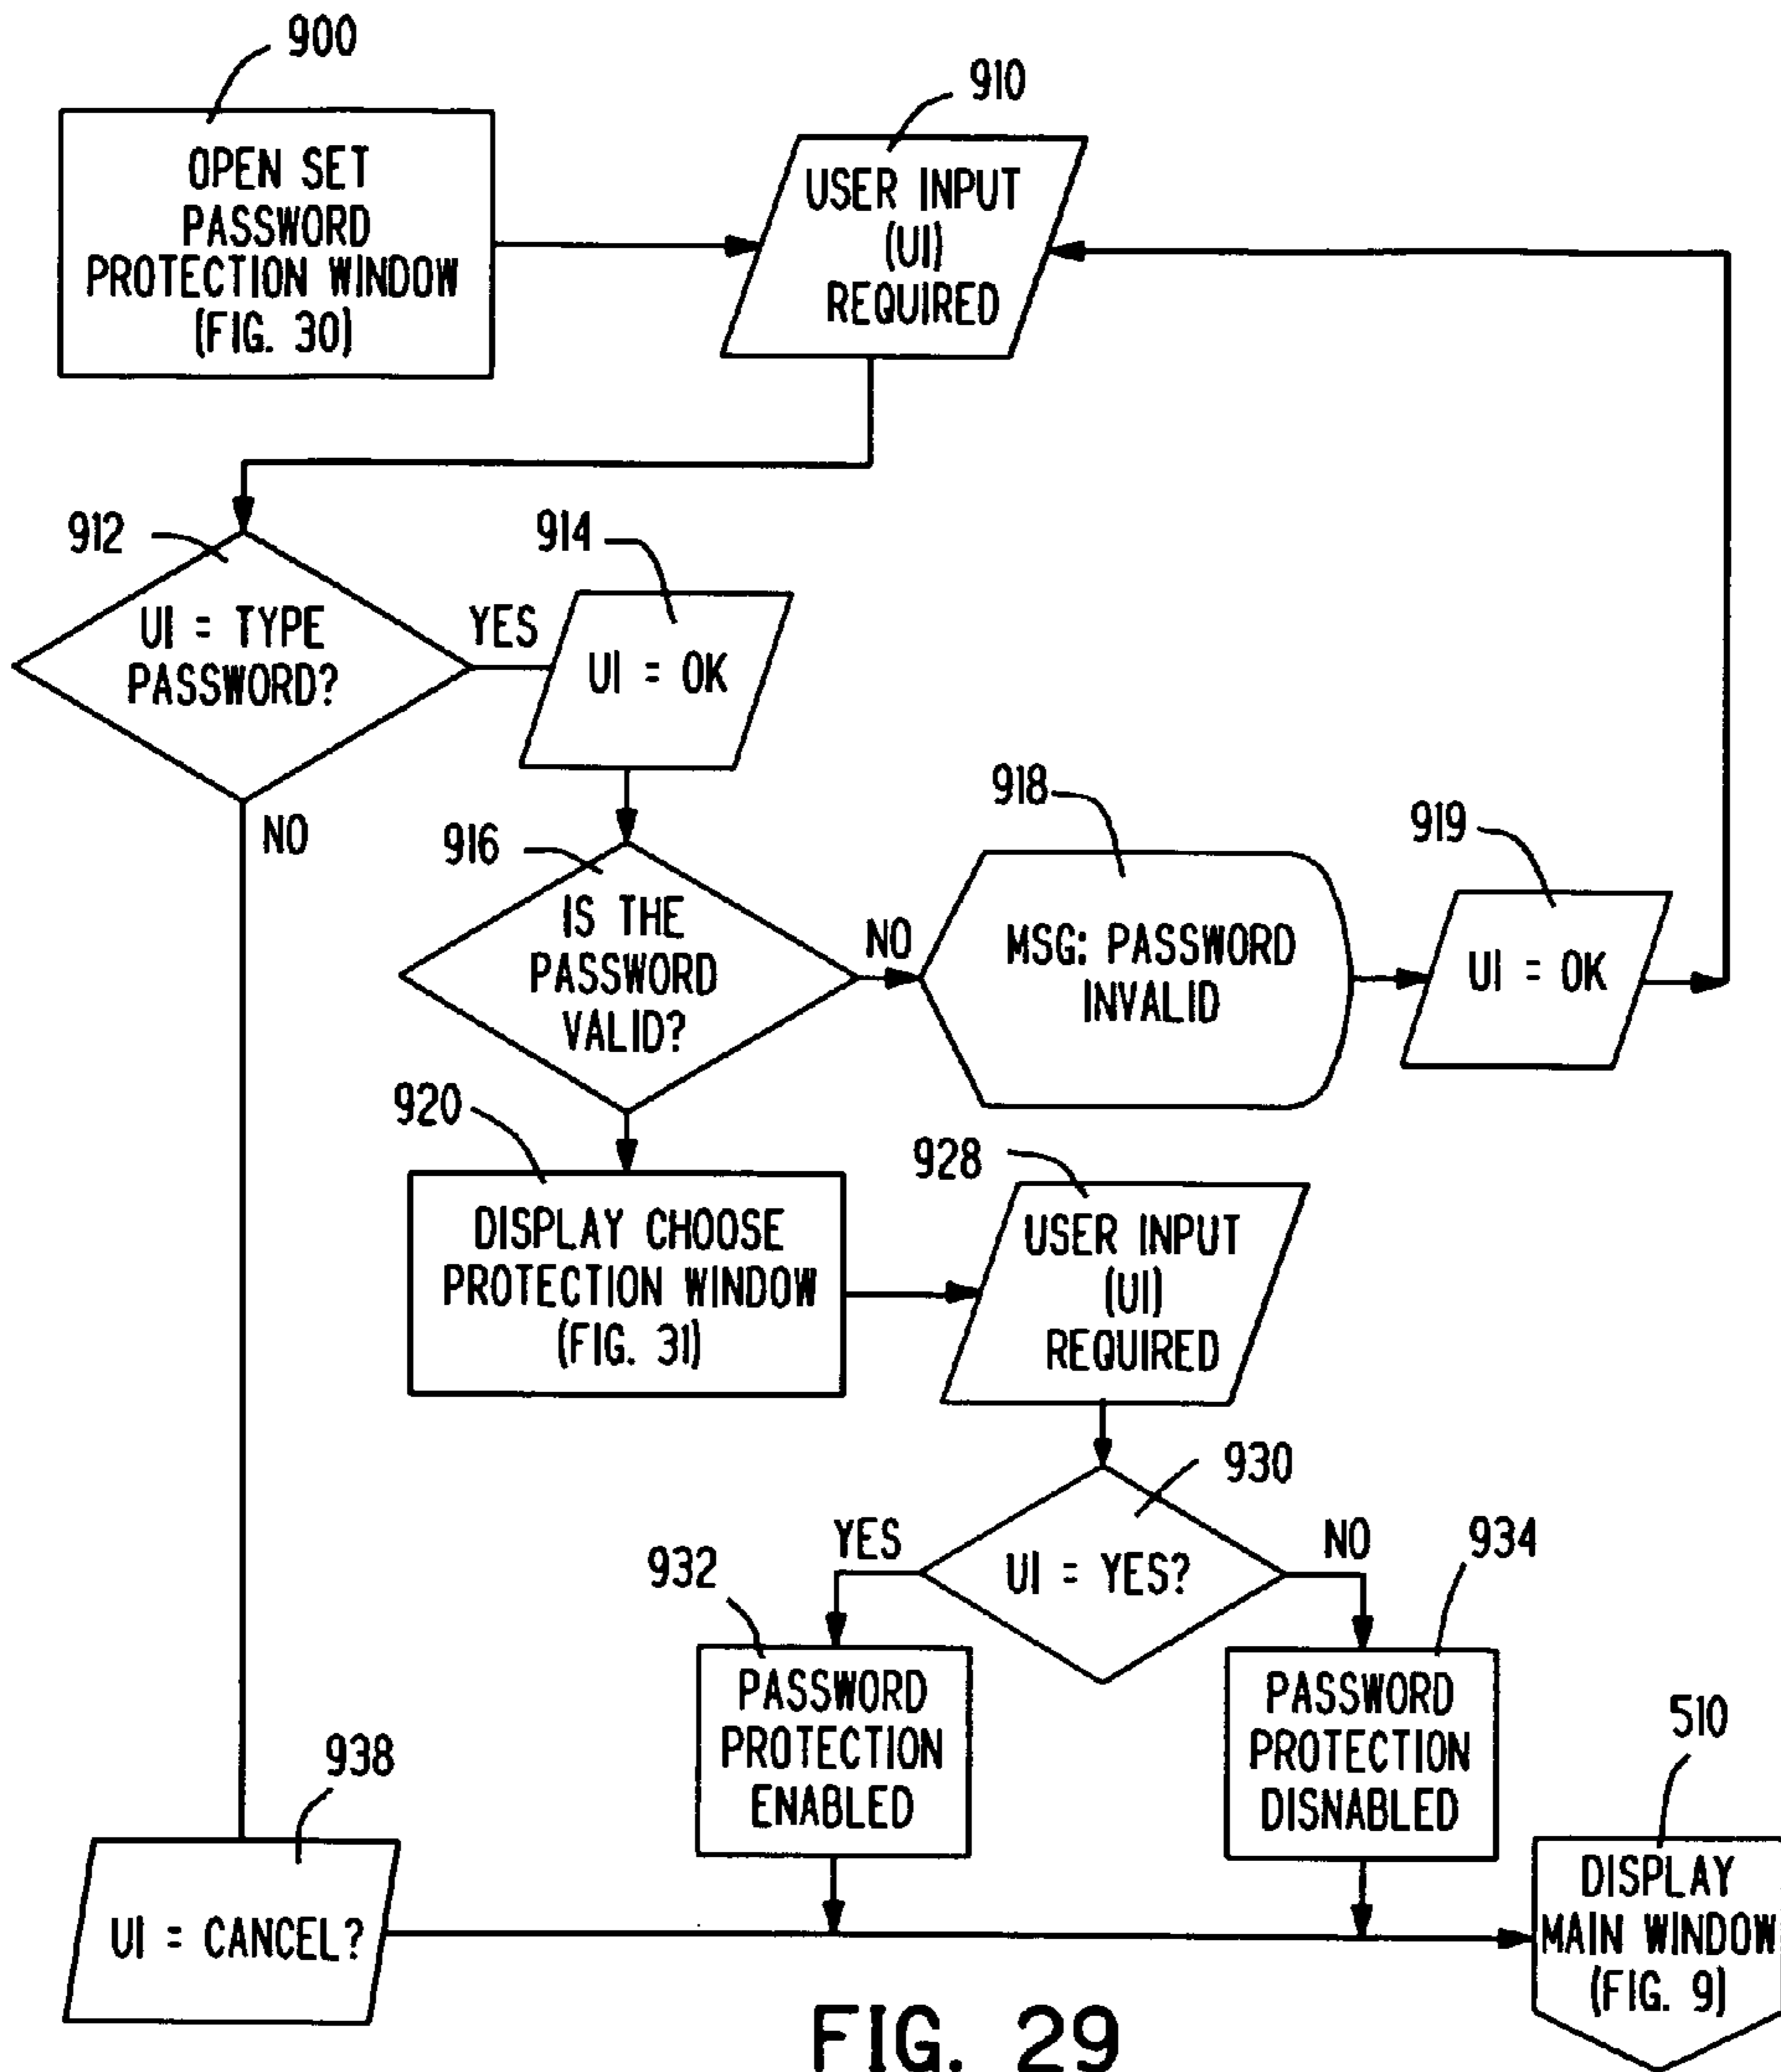 900
OPEN SET
PASSWORD
PROTECTION WINDOW
(FIG. 30)
910
USER INPUT
(UI)
REQUIRED
912
UI = TYPE
PASSWORD?
YES
NO
914
UI = OK
916
IS THE
PASSWORD
VALID?
NO
918
MSG: PASSWORD
INVALID
919
UI = OK
920
DISPLAY CHOOSE
PROTECTION WINDOW
(FIG. 31)
928
USER INPUT
(UI)
REQUIRED
930
UI = YES?
YES
NO
932
PASSWORD
PROTECTION
ENABLED
934
PASSWORD
PROTECTION
DISNABLED
938
UI = CANCEL?
510
DISPLAY
MAIN WINDOW
(FIG. 9)
FIG. 29